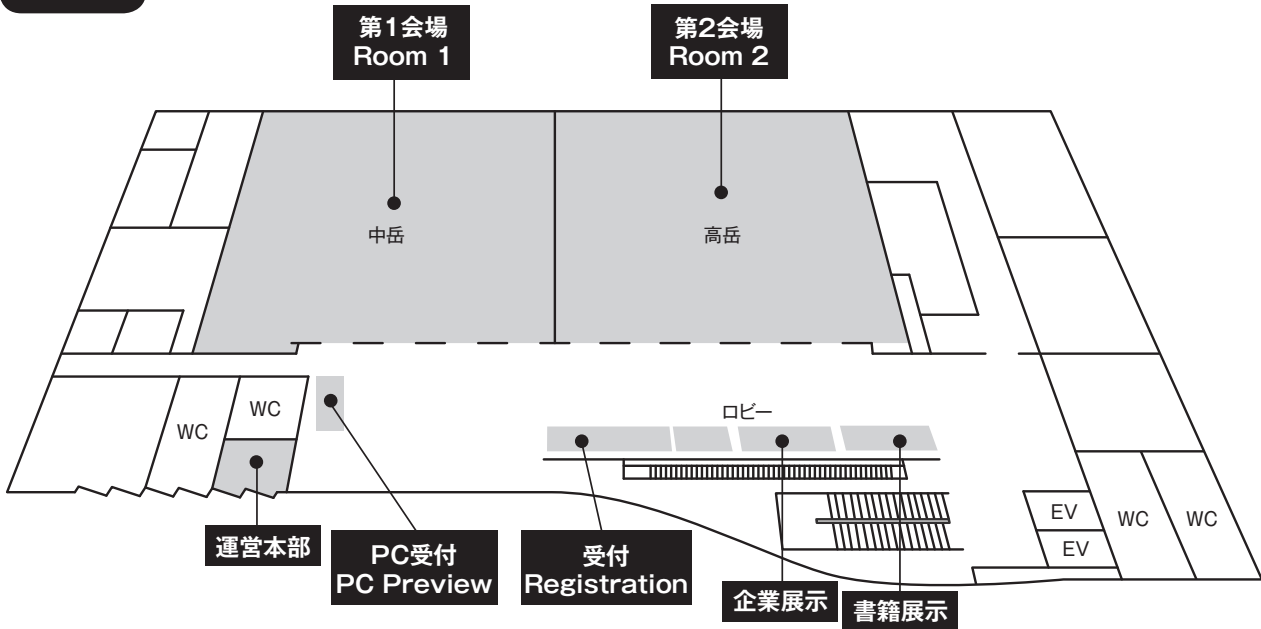 第1会場
Room 1
第2会場
Room 2
中岳
高岳
ロビー
WC
WC
EV
EV
WC
WC
運営本部
PC受付
PC Preview
受付
Registration
企業展示
書籍展示